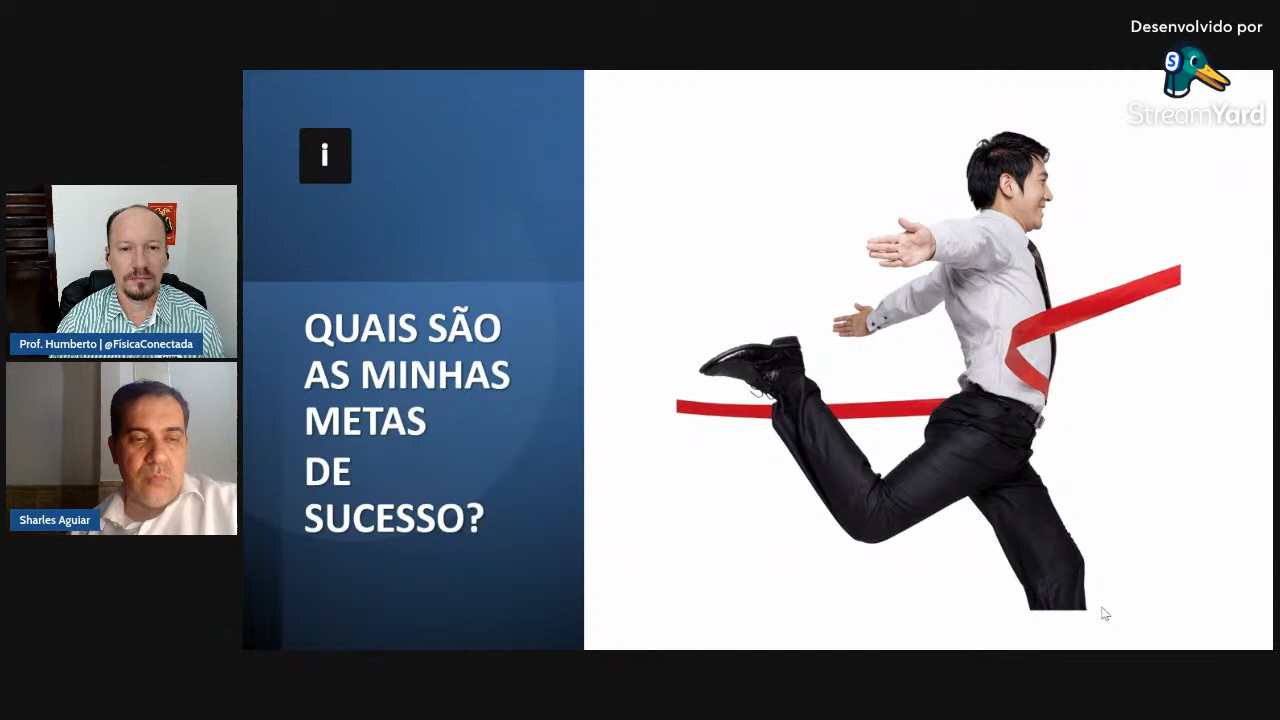 Desenvolvido por
StreamYard
i
QUAIS SÃO
AS MINHAS
METAS
DE
SUCESSO?
Prof. Humberto | @FísicaConectada
Sharles Aguiar